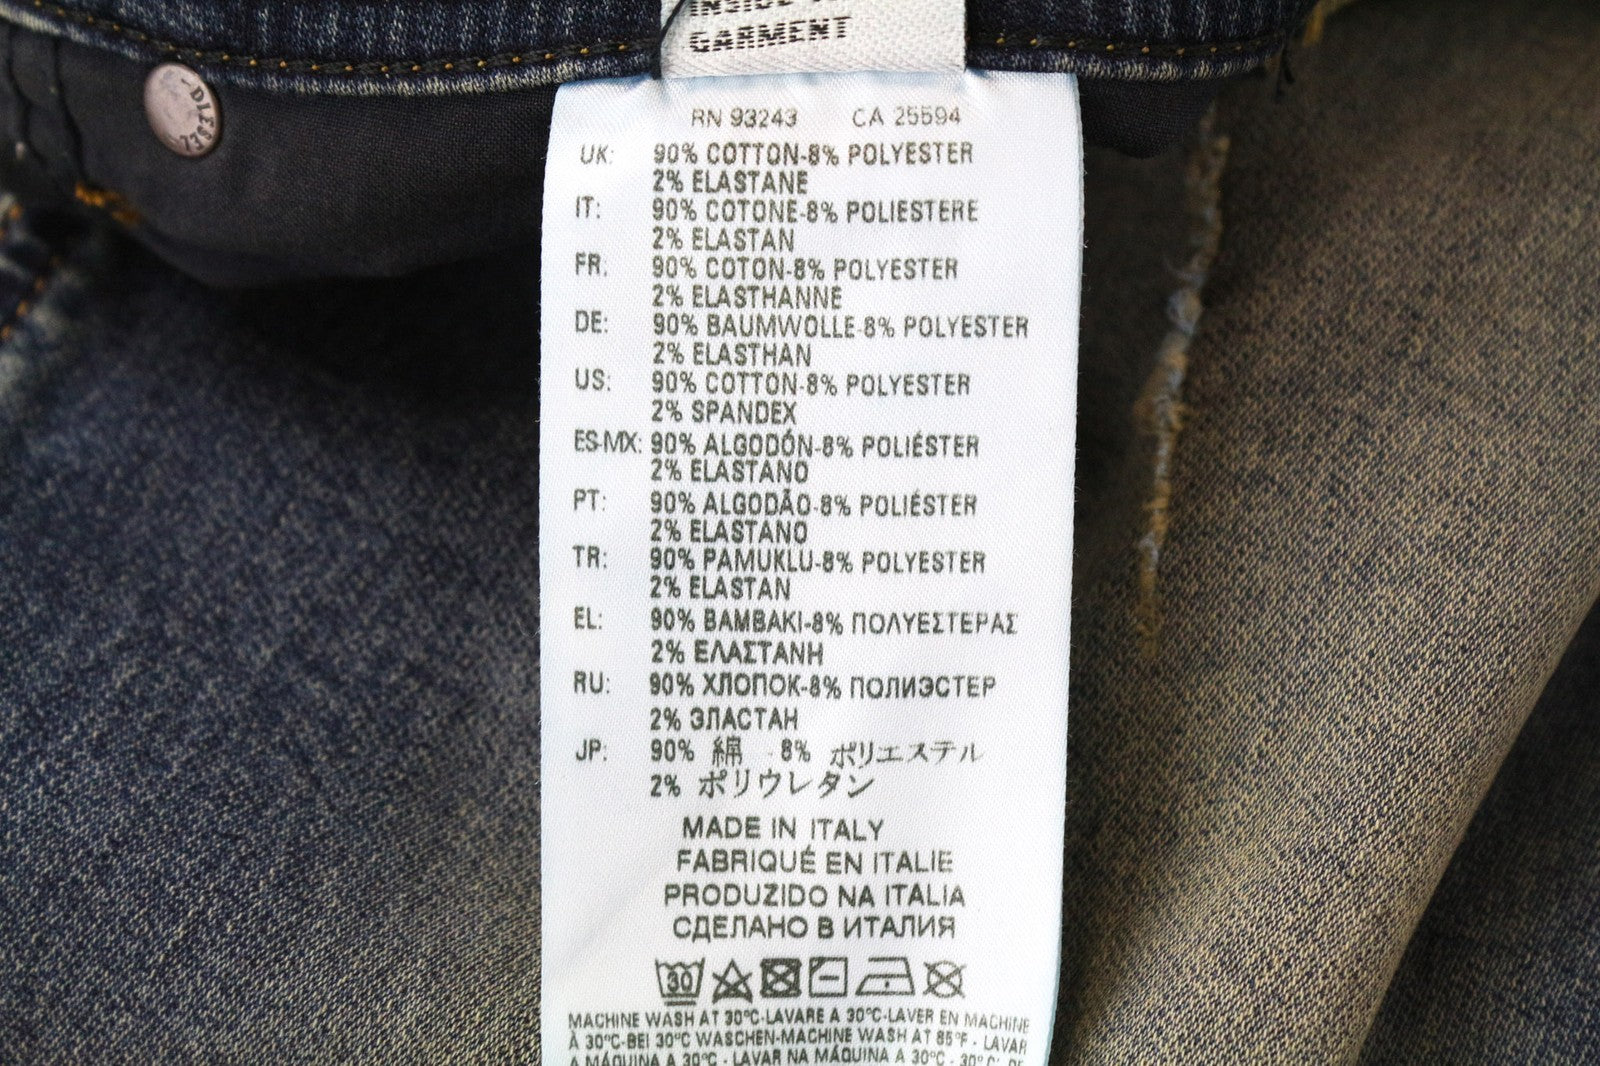 INSIDE
GARMENT
DIESEL
RN 93243 CA 25594
UK: 90% COTTON-8% POLYESTER
2% ELASTANE
IT: 90% COTONE-8% POLIESTERE
2% ELASTAN
FR: 90% COTON-8% POLYESTER
2% ELASTHANNE
DE: 90% BAUMWOLLE-8% POLYESTER
2% ELASTHAN
US: 90% COTTON-8% POLYESTER
2% SPANDEX
ES-MX: 90% ALGODÓN-8% POLIÉSTER
2% ELASTANO
PT: 90% ALGODÃO-8% POLIÉSTER
2% ELASTANO
TR: 90% PAMUKLU-8% POLYESTER
2% ELASTAN
EL: 90% ΒΑΜΒΑΚΙ-8% ΠΟΛΥΕΣΤΕΡΑΣ
2% ΕΛΑΣΤΑΝΗ
RU: 90% ХЛОПОК-8% ПОЛИЭСТЕР
2% ЭЛАСТАН
JP: 90% 綿 - 8% ポリエステル
2% ポリウレタン
MADE IN ITALY
FABRIQUÉ EN ITALIE
PRODUZIDO NA ITALIA
СДЕЛАНО В ИТАЛИЯ
30
MACHINE WASH AT 30°C-LAVARE A 30°C-LAVER EN MACHINE
À 30°C-BEI 30°C WASCHEN-MACHINE WASH AT 85°F - LAVAR
A MÁQUINA A 30°C - LAVAR NA MÁQUINA A 30°C - 30°C